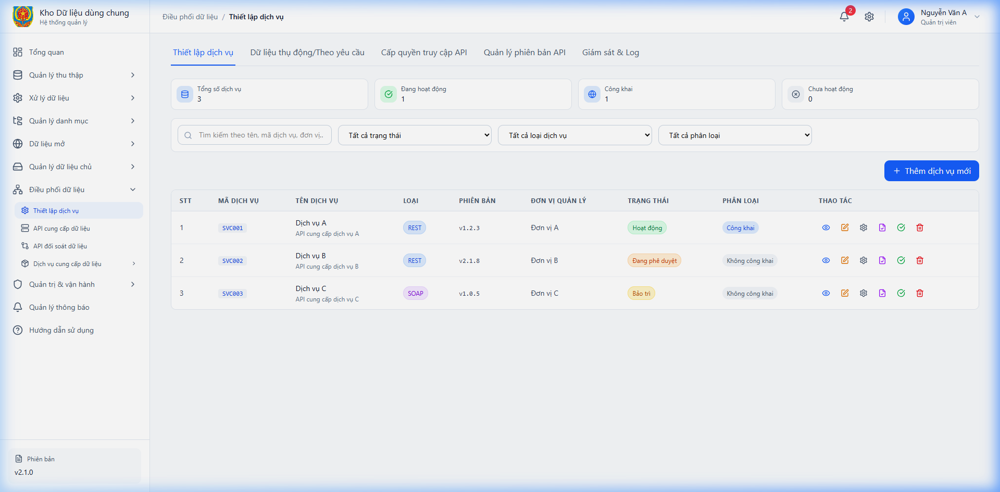 Kho Dữ liệu dùng chung
Hệ thống quản lý
Điều phối dữ liệu / Thiết lập dịch vụ
2
Nguyễn Văn A
Quản trị viên
Tổng quan
Quản lý thu thập
Xử lý dữ liệu
Quản lý danh mục
Dữ liệu mở
Quản lý dữ liệu chủ
Điều phối dữ liệu
Thiết lập dịch vụ
API cung cấp dữ liệu
API đối soát dữ liệu
Dịch vụ cung cấp dữ liệu
Quản trị & vận hành
Quản lý thông báo
Hướng dẫn sử dụng
Phiên bản
v2.1.0
Thiết lập dịch vụ Dữ liệu thụ động/Theo yêu cầu Cấp quyền truy cập API Quản lý phiên bản API Giám sát & Log
Tổng số dịch vụ
3
Đang hoạt động
1
Công khai
1
Chưa hoạt động
0
Tìm kiếm theo tên, mã dịch vụ, đơn vị.. Tất cả trạng thái Tất cả loại dịch vụ Tất cả phân loại
Thêm dịch vụ mới
STT MÃ DỊCH VỤ TÊN DỊCH VỤ LOẠI PHIÊN BẢN ĐƠN VỊ QUẢN LÝ TRẠNG THÁI PHÂN LOẠI THAO TÁC
1 SVC001 Dịch vụ A REST v1.2.3 Đơn vị A Hoạt động Công khai
API cung cấp dịch vụ A
2 SVC002 Dịch vụ B REST v2.1.8 Đơn vị B Đang phê duyệt Không công khai
API cung cấp dịch vụ B
3 SVC003 Dịch vụ C SOAP v1.0.5 Đơn vị C Bảo trì Không công khai
API cung cấp dịch vụ C